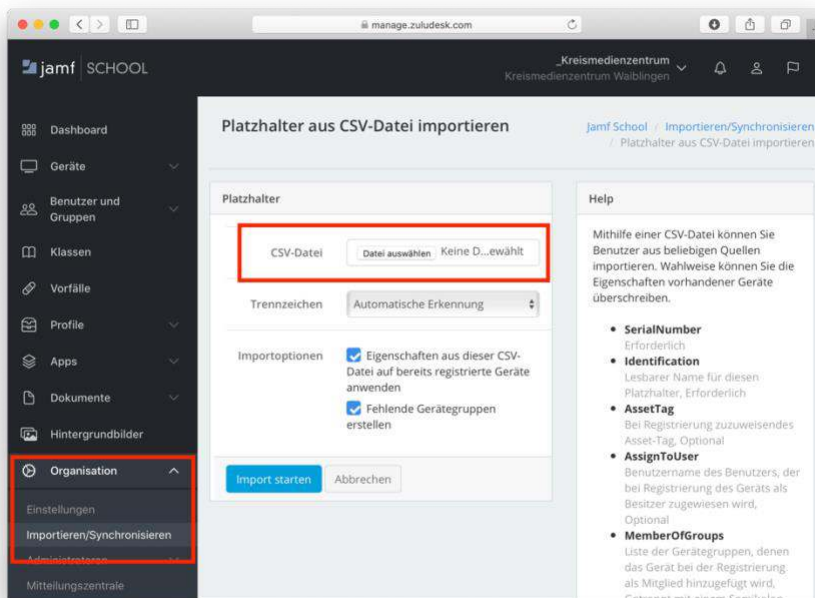 manage.zuludesk.com
jamf SCHOOL
_Kreismedienzentrum
Kreismedienzentrum Waiblingen
Dashboard
Geräte
Benutzer und
Gruppen
Klassen
Vorfälle
Profile
Apps
Dokumente
Hintergrundbilder
Organisation
Einstellungen
Importieren/Synchronisieren
Administratoren
Mitteilungszentrale
Platzhalter aus CSV-Datei importieren
Jamf School / Importieren/Synchronisieren
/ Platzhalter aus CSV-Datei importieren
Platzhalter
CSV-Datei
Datei auswählen Keine D...ewählt
Trennzeichen
Automatische Erkennung
Importoptionen
Eigenschaften aus dieser CSV-
Datei auf bereits registrierte Geräte
anwenden
Fehlende Gerätegruppen
erstellen
Import starten
Abbrechen
Help
Mithilfe einer CSV-Datei können Sie
Benutzer aus beliebigen Quellen
importieren. Wahlweise können Sie die
Eigenschaften vorhandener Geräte
überschreiben.
SerialNumber
Erforderlich
Identification
Lesbarer Name für diesen
Platzhalter, Erforderlich
AssetTag
Bei Registrierung zuzuweisendes
Asset-Tag, Optional
AssignToUser
Benutzername des Benutzers, der
bei Registrierung des Geräts als
Besitzer zugewiesen wird,
Optional
MemberOfGroups
Liste der Gerätegruppen, denen
das Gerät bei der Registrierung
als Mitglied hinzugefügt wird,
Getrennt mit einem Semikolon